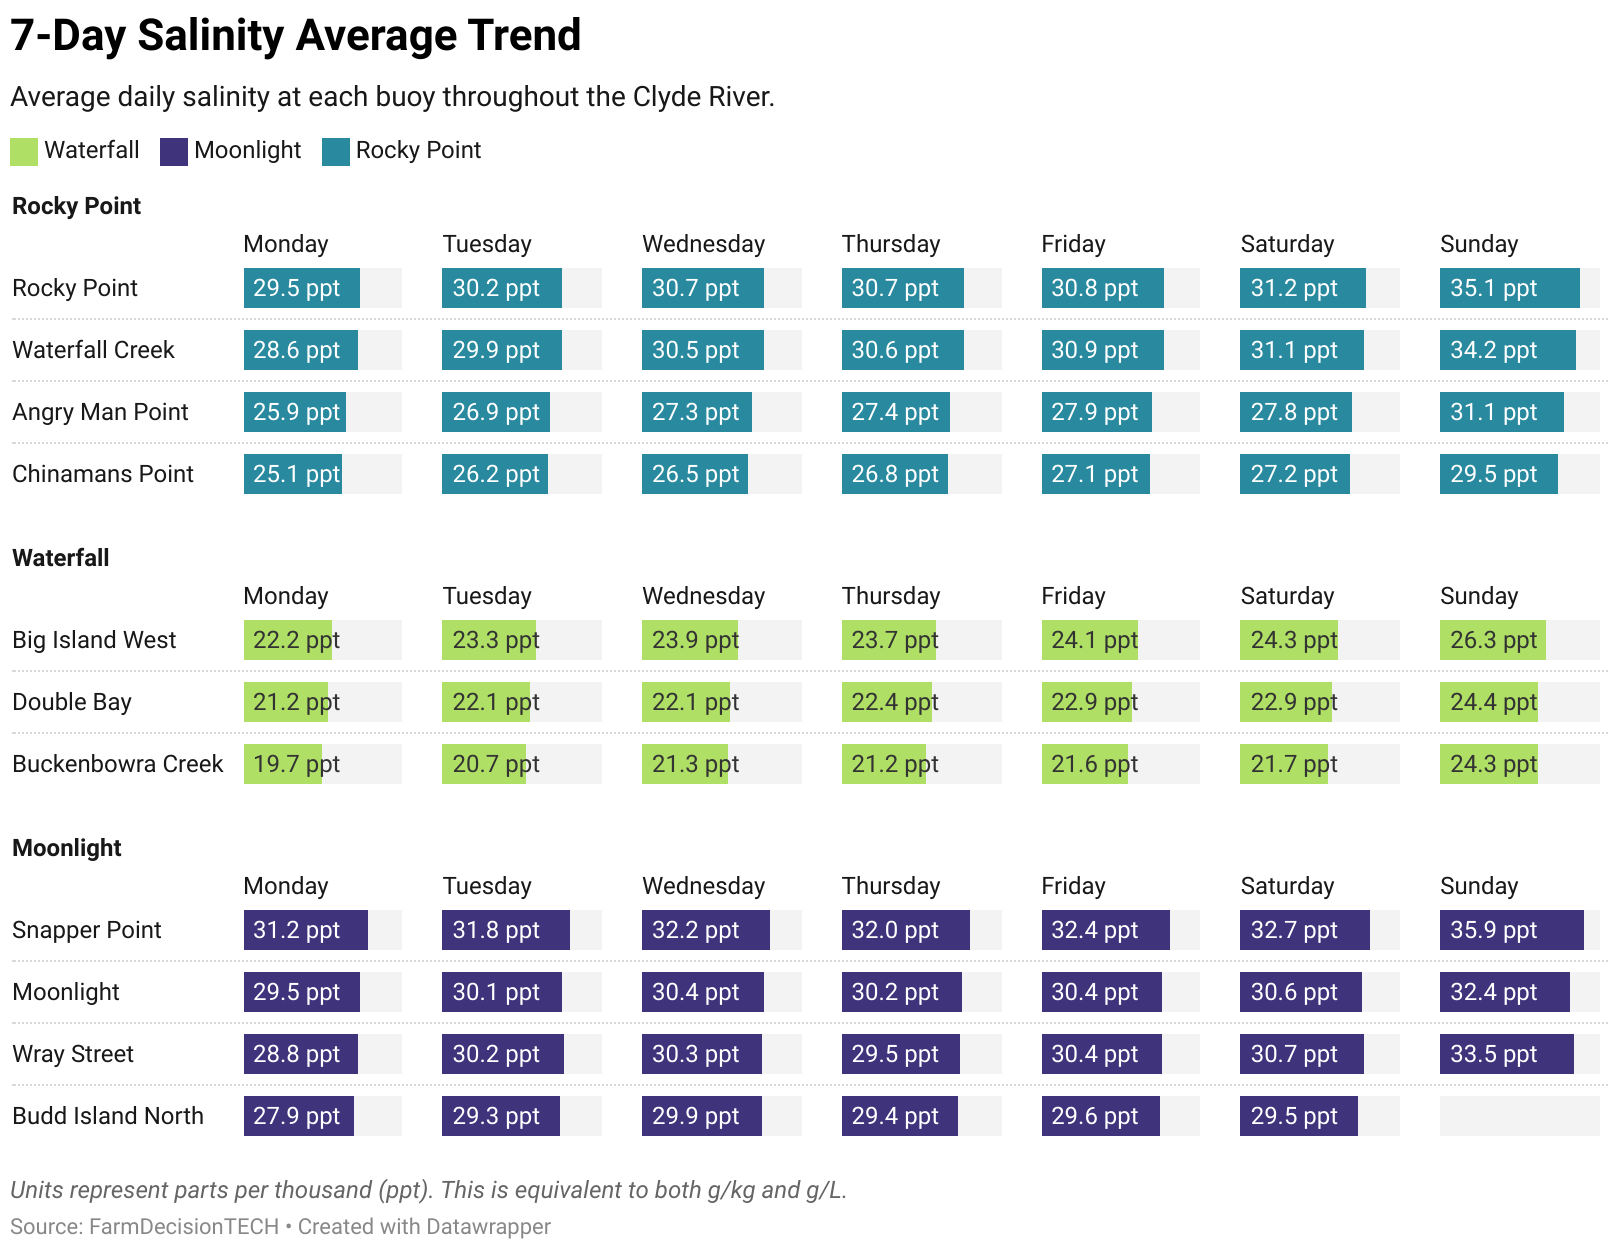 7-Day Salinity Average Trend
Average daily salinity at each buoy throughout the Clyde River.
Waterfall Moonlight Rocky Point
Rocky Point
Monday Tuesday Wednesday Thursday Friday Saturday Sunday
Rocky Point 29.5 ppt 30.2 ppt 30.7 ppt 30.7 ppt 30.8 ppt 31.2 ppt 35.1 ppt
Waterfall Creek 28.6 ppt 29.9 ppt 30.5 ppt 30.6 ppt 30.9 ppt 31.1 ppt 34.2 ppt
Angry Man Point 25.9 ppt 26.9 ppt 27.3 ppt 27.4 ppt 27.9 ppt 27.8 ppt 31.1 ppt
Chinamans Point 25.1 ppt 26.2 ppt 26.5 ppt 26.8 ppt 27.1 ppt 27.2 ppt 29.5 ppt
Waterfall
Monday Tuesday Wednesday Thursday Friday Saturday Sunday
Big Island West 22.2 ppt 23.3 ppt 23.9 ppt 23.7 ppt 24.1 ppt 24.3 ppt 26.3 ppt
Double Bay 21.2 ppt 22.1 ppt 22.1 ppt 22.4 ppt 22.9 ppt 22.9 ppt 24.4 ppt
Buckenbowra Creek 19.7 ppt 20.7 ppt 21.3 ppt 21.2 ppt 21.6 ppt 21.7 ppt 24.3 ppt
Moonlight
Monday Tuesday Wednesday Thursday Friday Saturday Sunday
Snapper Point 31.2 ppt 31.8 ppt 32.2 ppt 32.0 ppt 32.4 ppt 32.7 ppt 35.9 ppt
Moonlight 29.5 ppt 30.1 ppt 30.4 ppt 30.2 ppt 30.4 ppt 30.6 ppt 32.4 ppt
Wray Street 28.8 ppt 30.2 ppt 30.3 ppt 29.5 ppt 30.4 ppt 30.7 ppt 33.5 ppt
Budd Island North 27.9 ppt 29.3 ppt 29.9 ppt 29.4 ppt 29.6 ppt 29.5 ppt
Units represent parts per thousand (ppt). This is equivalent to both g/kg and g/L.
Source: FarmDecisionTECH • Created with Datawrapper